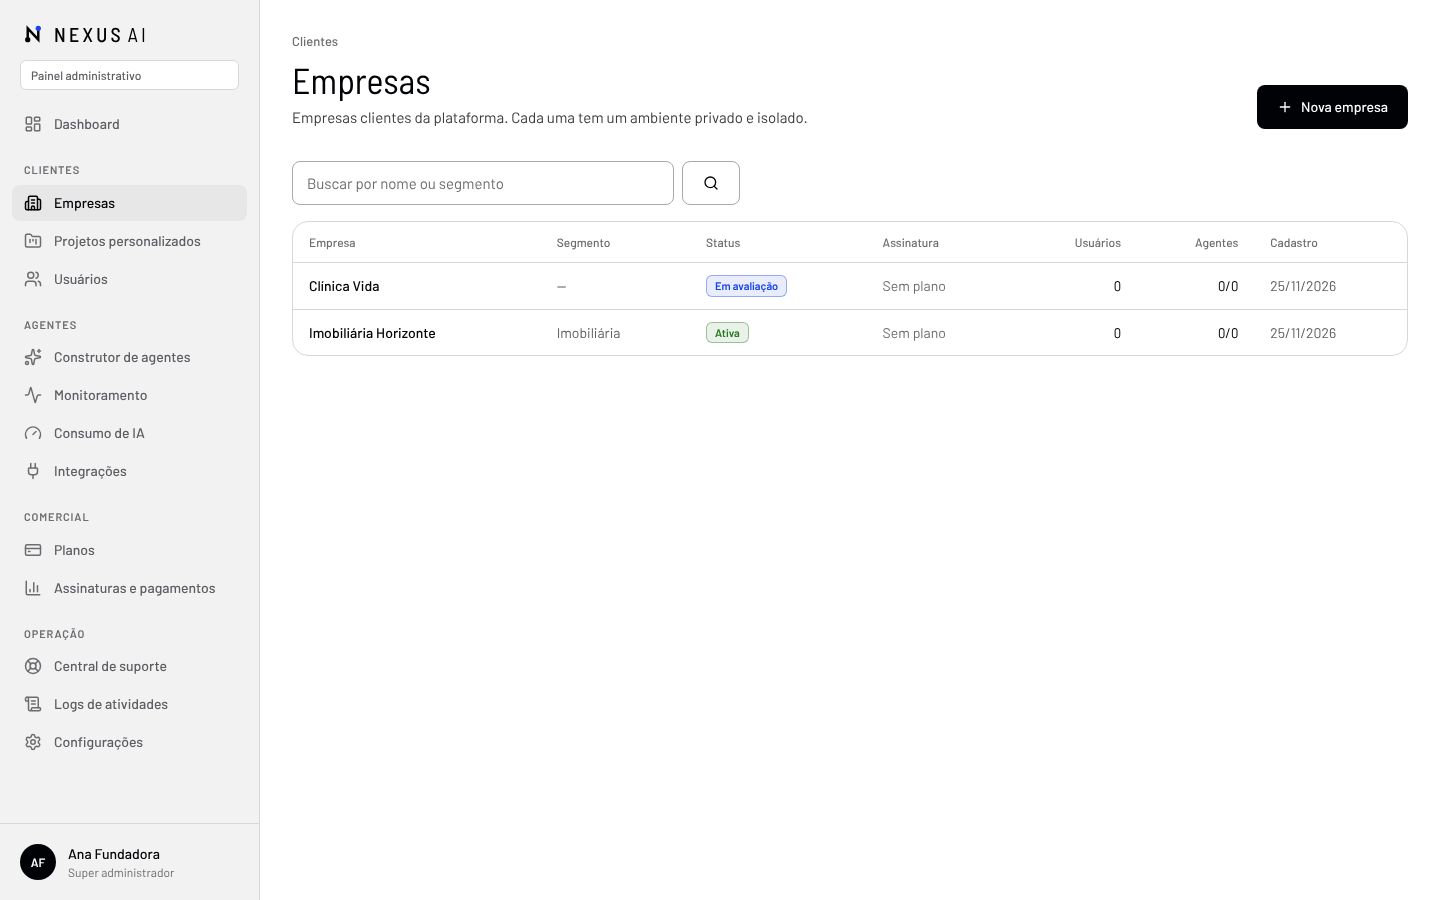 NEXUS AI
Painel administrativo
Dashboard
CLIENTES
Empresas
Projetos personalizados
Usuários
AGENTES
Construtor de agentes
Monitoramento
Consumo de IA
Integrações
COMERCIAL
Planos
Assinaturas e pagamentos
OPERAÇÃO
Central de suporte
Logs de atividades
Configurações
AF
Ana Fundadora
Super administrador
Clientes
Empresas
Empresas clientes da plataforma. Cada uma tem um ambiente privado e isolado.
Nova empresa
Buscar por nome ou segmento
Empresa Segmento Status Assinatura Usuários Agentes Cadastro
Clínica Vida — Em avaliação Sem plano 0 0/0 25/11/2026
Imobiliária Horizonte Imobiliária Ativa Sem plano 0 0/0 25/11/2026